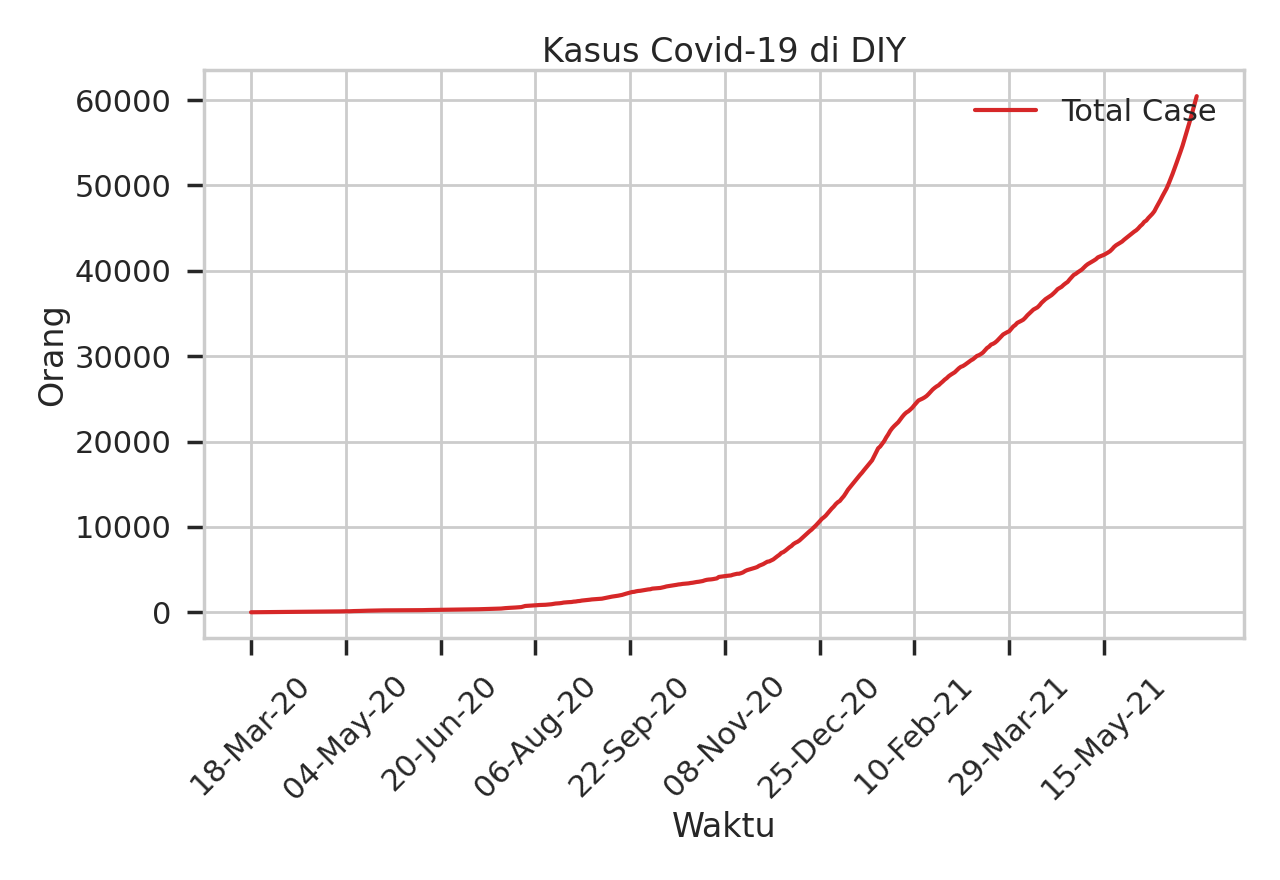 Kasus Covid-19 di DIY
Total Case
60000
50000
40000
30000
20000
10000
0
Orang
18-Mar-20
04-May-20
20-Jun-20
06-Aug-20
22-Sep-20
08-Nov-20
25-Dec-20
10-Feb-21
29-Mar-21
15-May-21
Waktu